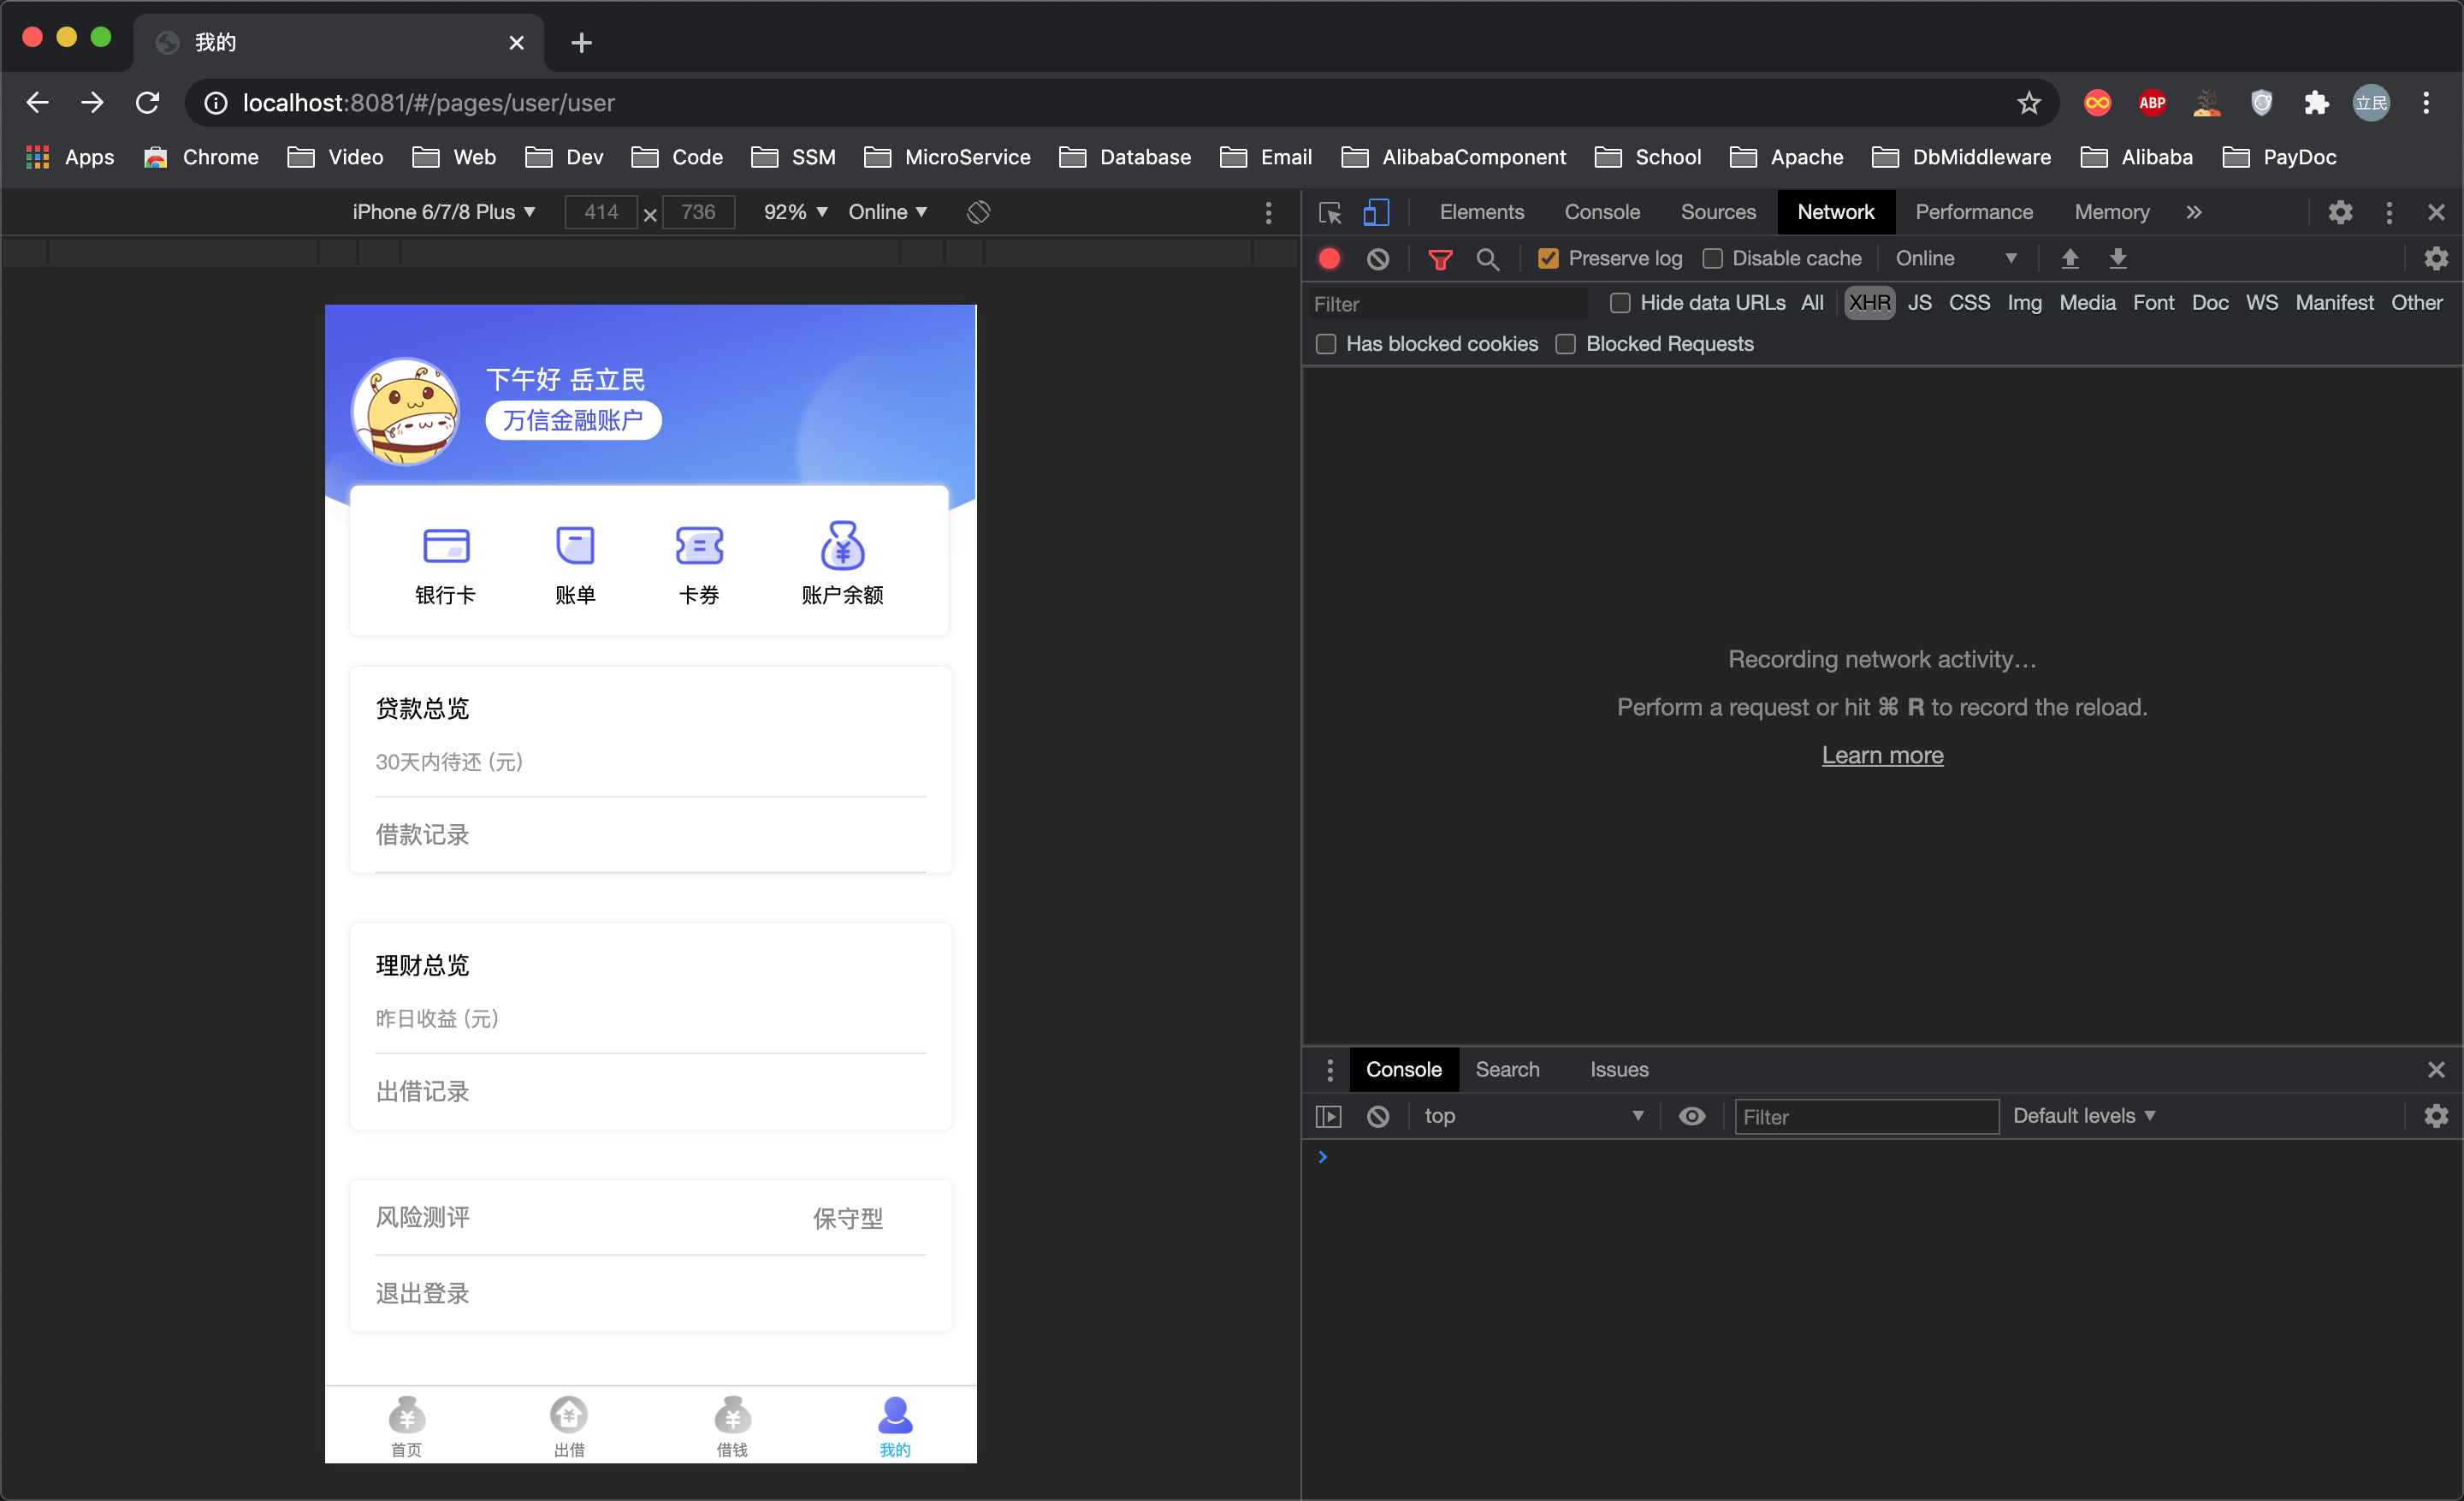 我的
localhost:8081/#/pages/user/user
ABP
立民
Apps Chrome Video Web Dev Code SSM MicroService Database Email AlibabaComponent School Apache DbMiddleware Alibaba PayDoc
iPhone 6/7/8 Plus 414 × 736 92% Online
下午好 岳立民
万信金融账户
银行卡 账单 卡券 账户余额
贷款总览
30天内待还 (元)
借款记录
理财总览
昨日收益 (元)
出借记录
风险测评 保守型
退出登录
首页 出借 借钱 我的
Elements Console Sources Network Performance Memory
Preserve log Disable cache Online
Filter Hide data URLs All XHR JS CSS Img Media Font Doc WS Manifest Other
Has blocked cookies Blocked Requests
Recording network activity…
Perform a request or hit ⌘ R to record the reload.
Learn more
Console Search Issues
top Filter Default levels